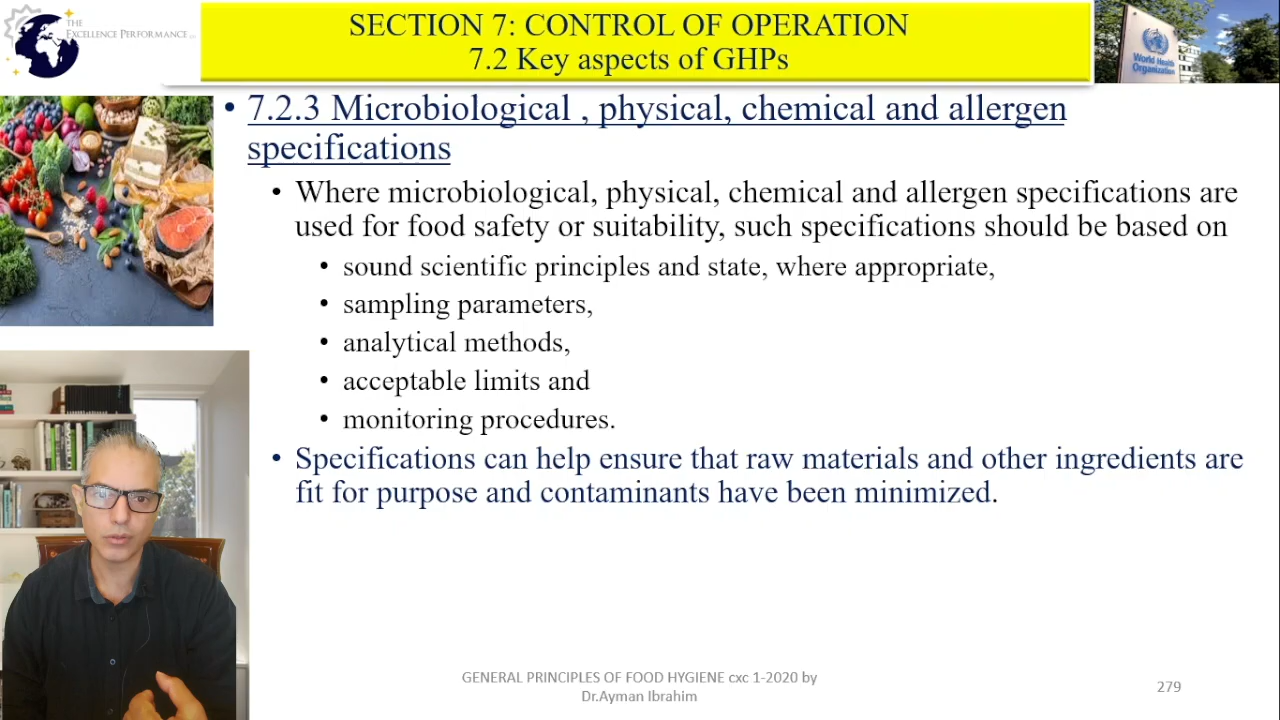 THE
EXCELLENCE PERFORMANCE
SECTION 7: CONTROL OF OPERATION
7.2 Key aspects of GHPs
World Health
Organization
• 7.2.3 Microbiological , physical, chemical and allergen
specifications
• Where microbiological, physical, chemical and allergen specifications are
used for food safety or suitability, such specifications should be based on
• sound scientific principles and state, where appropriate,
• sampling parameters,
• analytical methods,
• acceptable limits and
• monitoring procedures.
• Specifications can help ensure that raw materials and other ingredients are
fit for purpose and contaminants have been minimized.
GENERAL PRINCIPLES OF FOOD HYGIENE cxc 1-2020 by
Dr.Ayman Ibrahim
279